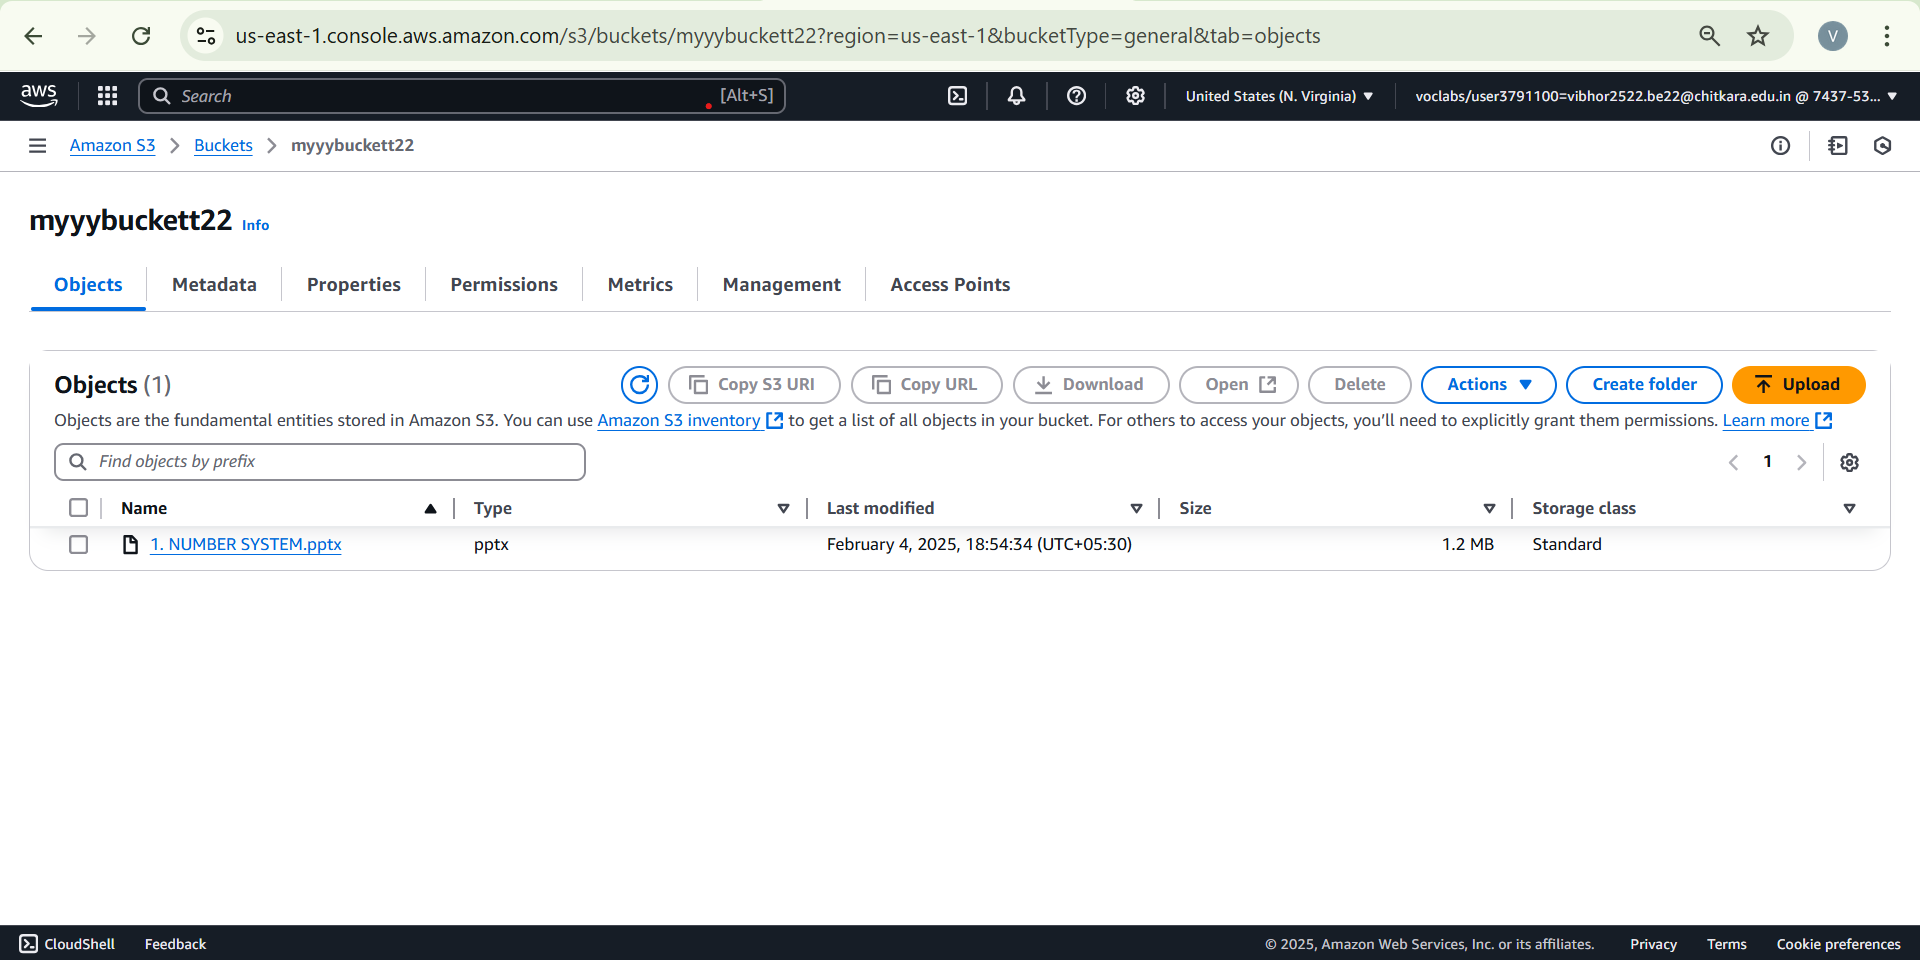 us-east-1.console.aws.amazon.com/s3/buckets/myyybuckett22?region=us-east-1&bucketType=general&tab=objects
V
aws
Search
[Alt+S]
United States (N. Virginia)
voclabs/user3791100=vibhor2522.be22@chitkara.edu.in @ 7437-53...
Amazon S3 > Buckets > myyybuckett22
myyybuckett22 Info
Objects Metadata Properties Permissions Metrics Management Access Points
Objects (1)
Copy S3 URI Copy URL Download Open Delete Actions Create folder Upload
Objects are the fundamental entities stored in Amazon S3. You can use Amazon S3 inventory to get a list of all objects in your bucket. For others to access your objects, you’ll need to explicitly grant them permissions. Learn more
Find objects by prefix
1
Name Type Last modified Size Storage class
1. NUMBER SYSTEM.pptx pptx February 4, 2025, 18:54:34 (UTC+05:30) 1.2 MB Standard
CloudShell Feedback © 2025, Amazon Web Services, Inc. or its affiliates. Privacy Terms Cookie preferences